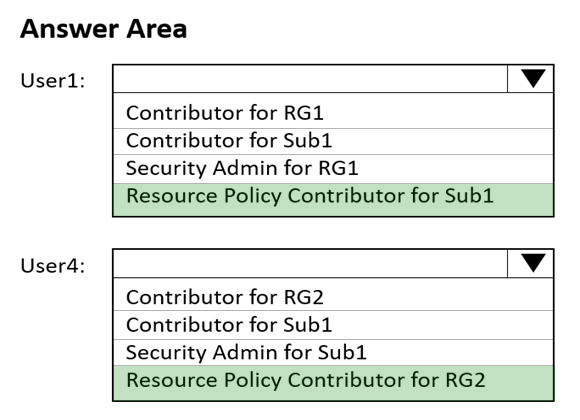 Answer Area
User1:
Contributor for RG1
Contributor for Sub1
Security Admin for RG1
Resource Policy Contributor for Sub1
User4:
Contributor for RG2
Contributor for Sub1
Security Admin for Sub1
Resource Policy Contributor for RG2